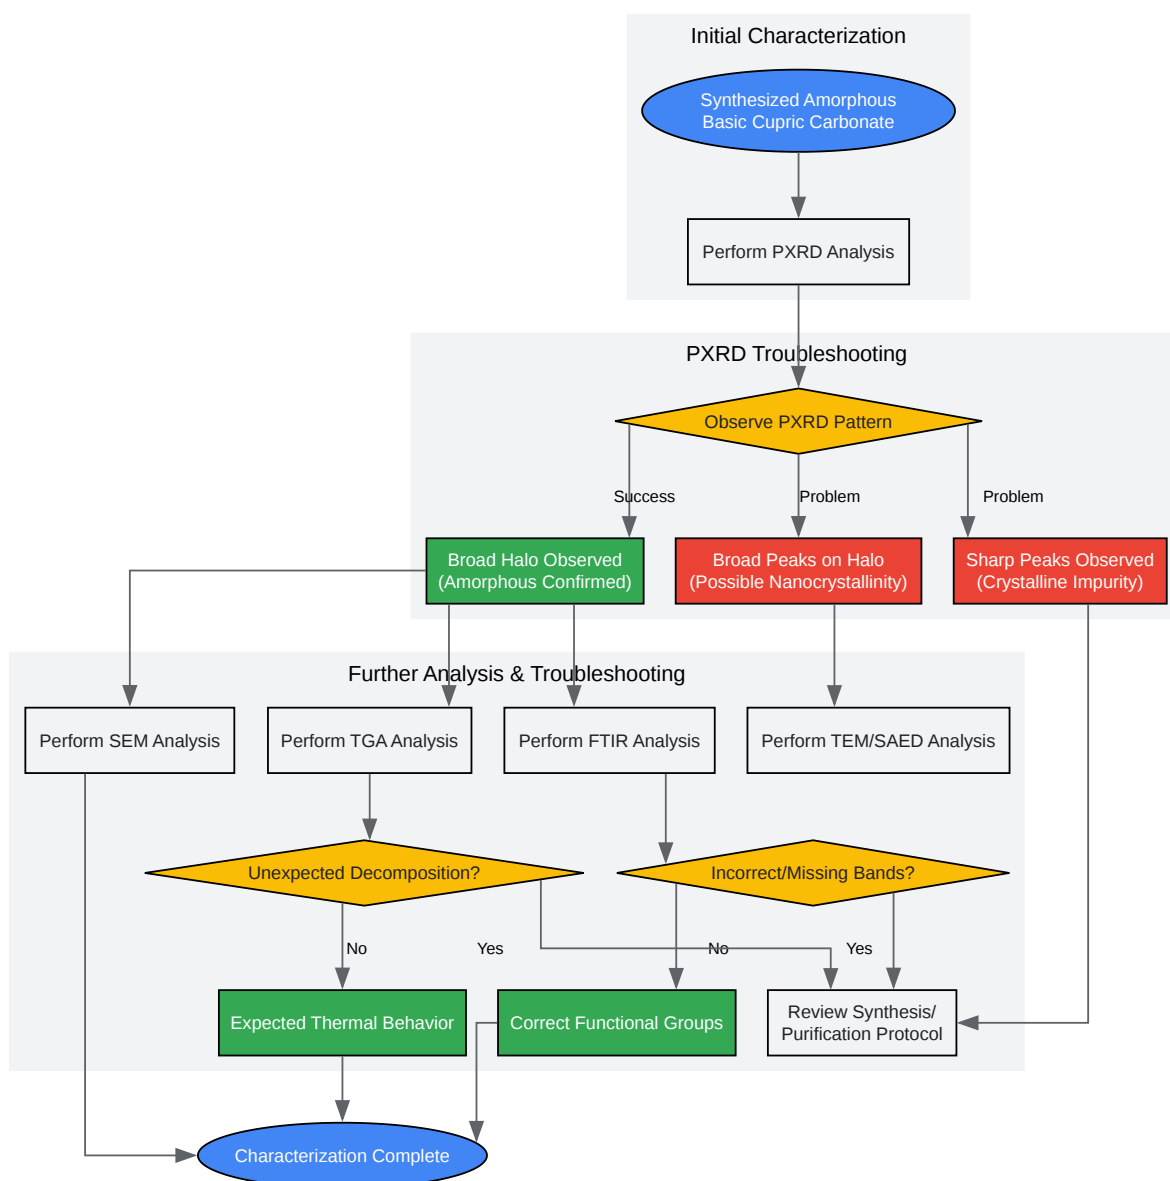 Initial Characterization
Synthesized Amorphous
Basic Cupric Carbonate
Perform PXRD Analysis
PXRD Troubleshooting
Observe PXRD Pattern
Success
Problem
Problem
Broad Halo Observed
(Amorphous Confirmed)
Broad Peaks on Halo
(Possible Nanocrystallinity)
Sharp Peaks Observed
(Crystalline Impurity)
Further Analysis & Troubleshooting
Perform SEM Analysis
Perform TGA Analysis
Perform FTIR Analysis
Perform TEM/SAED Analysis
Unexpected Decomposition?
Incorrect/Missing Bands?
No
Yes
No
Yes
Expected Thermal Behavior
Correct Functional Groups
Review Synthesis/
Purification Protocol
Characterization Complete